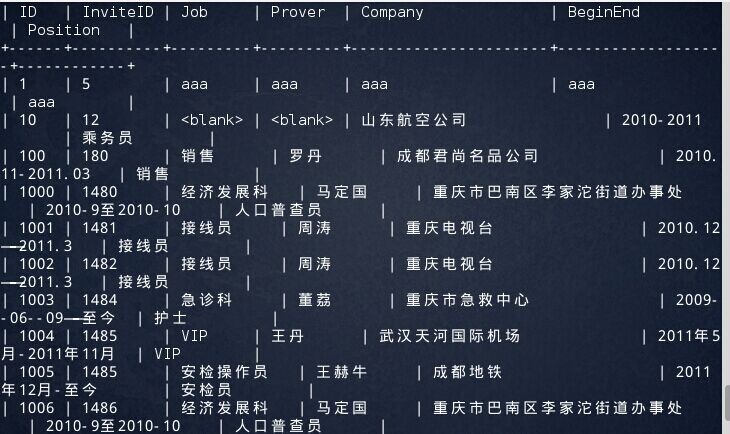 | ID | InviteID | Job | Prover | Company | BeginEnd
| Position |
+------+----------+---------+---------+----------------------+------------------
-+------------+
| 1 | 5 | aaa | aaa | aaa | aaa
| aaa |
| 10 | 12 | <blank> | <blank> | 山东航空公司 | 2010-2011
| 乘务员 |
| 100 | 180 | 销售 | 罗丹 | 成都君尚名品公司 | 2010.
11-2011.03 | 销售 |
| 1000 | 1480 | 经济发展科 | 马定国 | 重庆市巴南区李家沱街道办事处
| 2010-9至2010-10 | 人口普查员 |
| 1001 | 1481 | 接线员 | 周涛 | 重庆电视台 | 2010.12
——2011.3 | 接线员 |
| 1002 | 1482 | 接线员 | 周涛 | 重庆电视台 | 2010.12
——2011.3 | 接线员 |
| 1003 | 1484 | 急诊科 | 董荔 | 重庆市急救中心 | 2009-
-06--09——至今 | 护士 |
| 1004 | 1485 | VIP | 王丹 | 武汉天河国际机场 | 2011年5
月-2011年11月 | VIP |
| 1005 | 1485 | 安检操作员 | 王赫牛 | 成都地铁 | 2011
年12月-至今 | 安检员 |
| 1006 | 1486 | 经济发展科 | 马定国 | 重庆市巴南区李家沱街道办事处
| 2010-9至2010-10 | 人口普查员 |